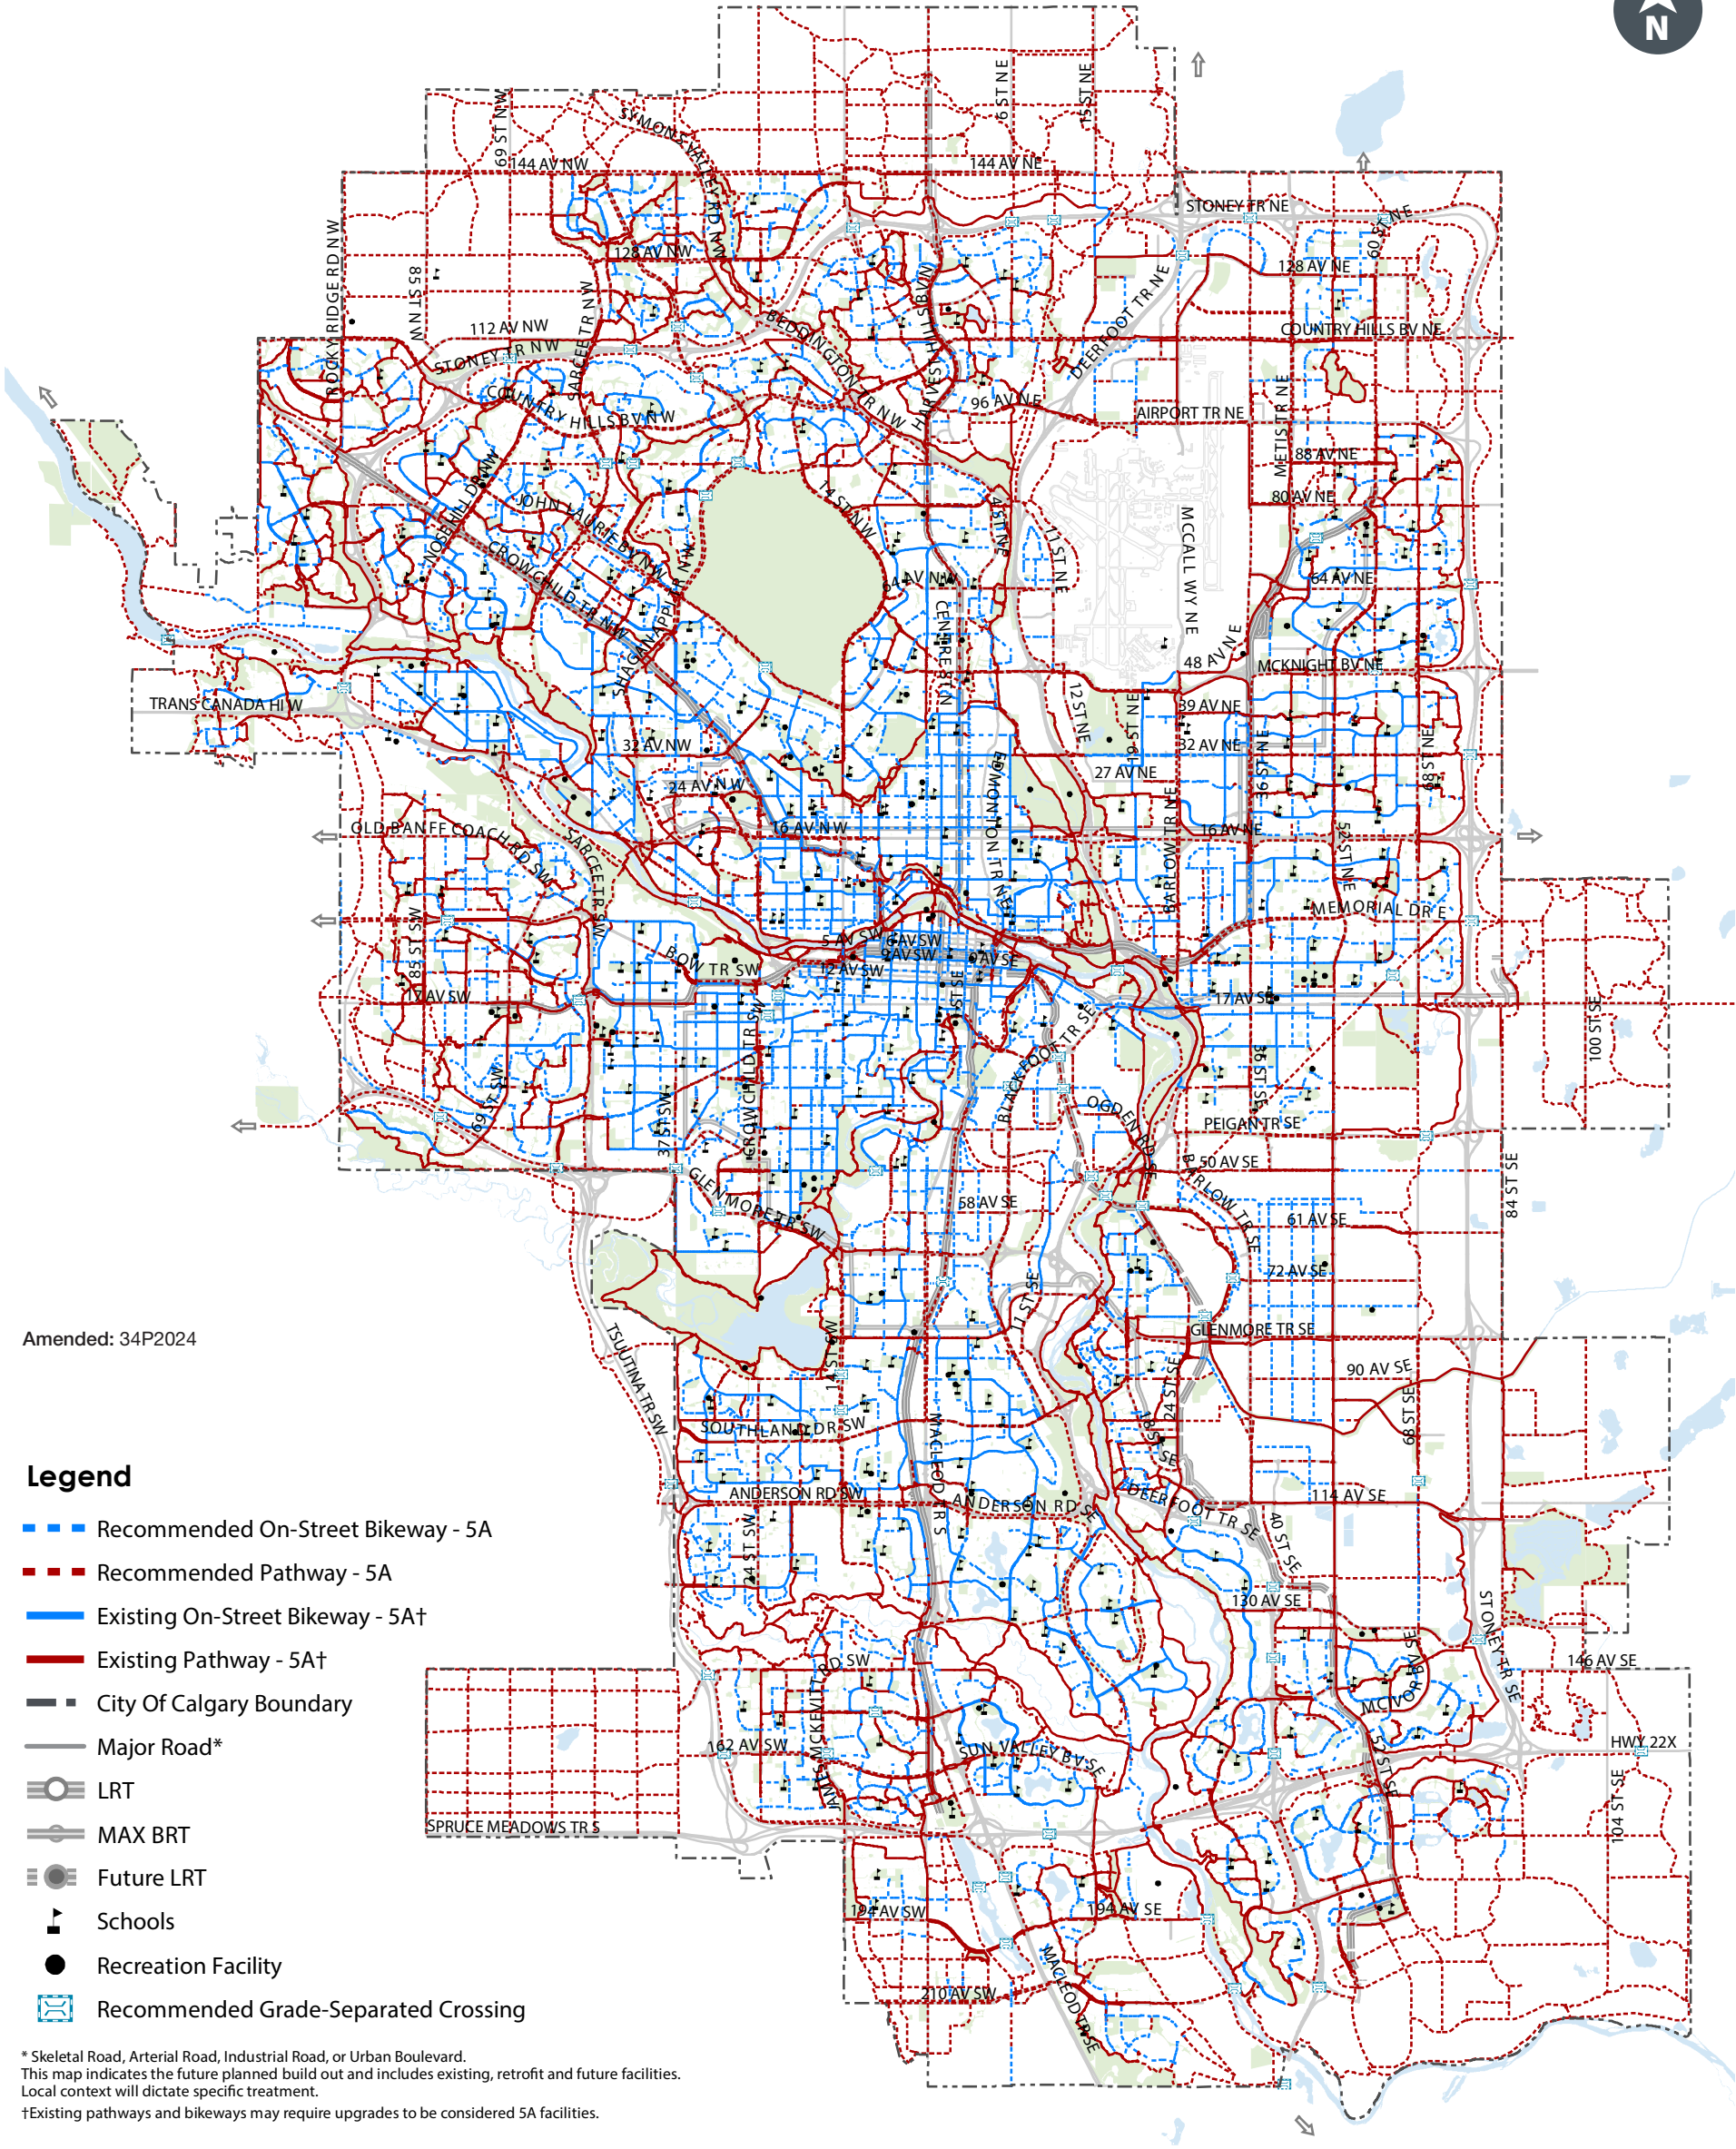 N
6 ST NE
15 ST NE
69 ST NW
SYMONS VALLEY RD NW
144 AV NW
144 AV NE
STONEY TR NE
60 ST NE
ROCKY RIDGE RD NW
85 ST NW
128 AV NW
128 AV NE
SARCEE TR NW
HARVEST HILLS BV N
DEERFOOT TR NE
112 AV NW
BEDDINGTON TR NW
COUNTRY HILLS BV NE
STONEY TR NW
COUNTRY HILLS BV NW
96 AV NE
AIRPORT TR NE
METIS TR NE
88 AV NE
NOSE HILL DR NW
JOHN LAURIE BV NW
14 ST NW
4 ST NE
80 AV NE
MCCALL WY NE
11 ST NE
CROWCHILD TR NW
64 AV NW
64 AV NE
SHAGANAPPI TR NW
CENTRE ST N
48 AV NE
MCKNIGHT BV NE
TRANS CANADA HI W
12 ST NE
19 ST NE
39 AV NE
32 AV NW
32 AV NE
36 ST NE
68 ST NE
EDMONTON TR NE
27 AV NE
24 AV NW
BARLOW TR NE
OLD BANFF COACH RD SW
16 AV NW
16 AV NE
52 ST NE
SARCEE TR SW
MEMORIAL DR E
85 ST SW
5 AV SW
6 AV SW
9 AV SW
9 AV SE
BOW TR SW
12 AV SW
17 AV SW
1 ST SE
17 AV SE
CROWCHILD TR SW
BLACKFOOT TR SE
100 ST SE
36 ST SE
69 ST SW
37 ST SW
OGDEN RD SE
PEIGAN TR SE
50 AV SE
BARLOW TR SE
84 ST SE
GLENMORE TR SW
58 AV SE
61 AV SE
72 AV SE
11 ST SE
Amended: 34P2024
TSUUTINA TR SW
14 ST SW
GLENMORE TR SE
90 AV SE
24 ST SE
68 ST SE
SOUTHLAND DR SW
MACLEOD TR S
18 ST SE
ANDERSON RD SW
ANDERSON RD SE
DEERFOOT TR SE
114 AV SE
24 ST SW
40 ST SE
130 AV SE
STONEY TR SE
146 AV SE
MCIVOR BV SE
JAMES MCKEVITT RD SW
162 AV SW
SUN VALLEY BV SE
52 ST SE
HWY 22X
104 ST SE
SPRUCE MEADOWS TR S
194 AV SW
194 AV SE
MACLEOD TR SE
210 AV SW
Legend
Recommended On-Street Bikeway - 5A
Recommended Pathway - 5A
Existing On-Street Bikeway - 5A†
Existing Pathway - 5A†
City Of Calgary Boundary
Major Road*
LRT
MAX BRT
Future LRT
Schools
Recreation Facility
Recommended Grade-Separated Crossing
* Skeletal Road, Arterial Road, Industrial Road, or Urban Boulevard.
This map indicates the future planned build out and includes existing, retrofit and future facilities.
Local context will dictate specific treatment.
†Existing pathways and bikeways may require upgrades to be considered 5A facilities.